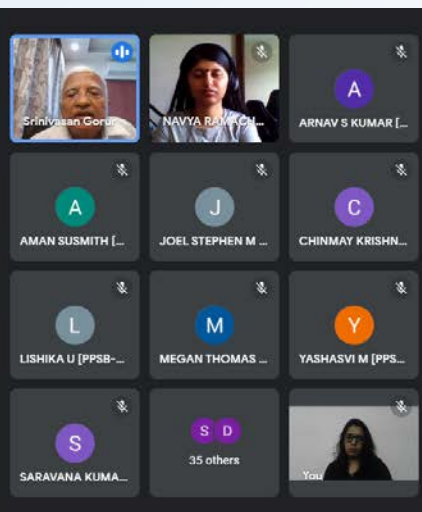 Srinivasan Gorur
NAVYA RAMACH...
A
ARNAV S KUMAR [...
A
AMAN SUSMITH [...
J
JOEL STEPHEN M ...
C
CHINMAY KRISHN...
L
LISHIKA U [PPSB-...
M
MEGAN THOMAS ...
Y
YASHASVI M [PPS...
S
SARAVANA KUMA...
S D
35 others
You